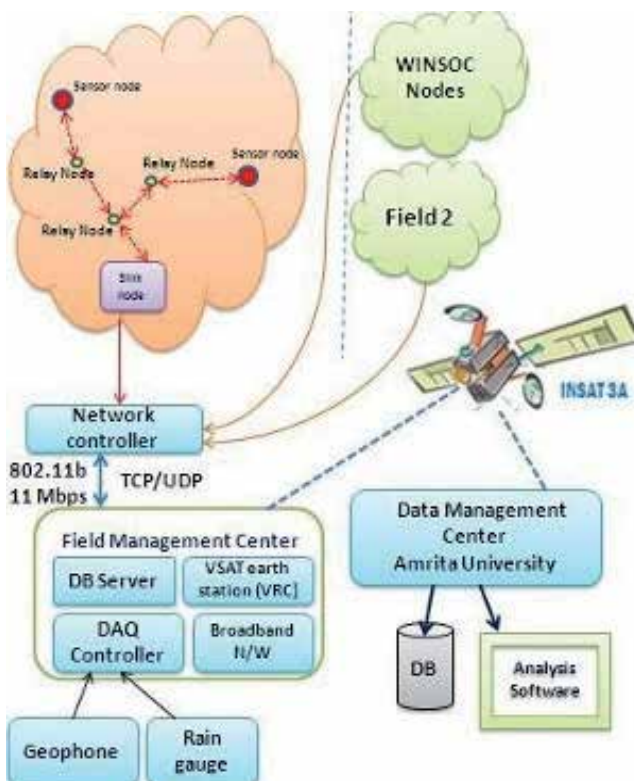 Sensor node
WINSOC
Nodes
Relay Node
Sensor node
Relay Node
Relay Node
Field 2
Sink
node
INSAT 3A
Network
controller
802.11b
11 Mbps
TCP/UDP
Field Management Center
DB Server
VSAT earth
station (VRC)
DAQ
Controller
Broadband
N/W
Geophone
Rain
gauge
Data Management
Center
Amrita University
DB
Analysis
Software